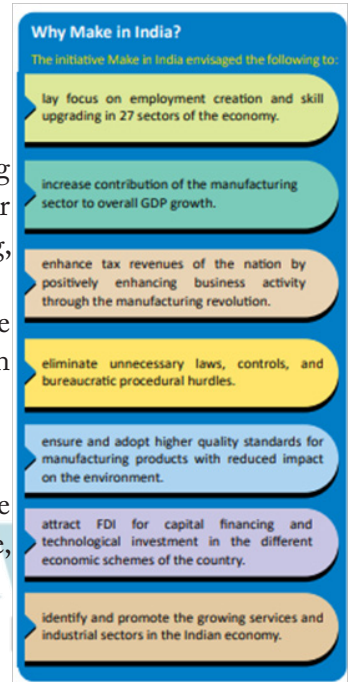 Why Make in India?
The initiative Make in India envisaged the following to:
lay focus on employment creation and skill
upgrading in 27 sectors of the economy.
increase contribution of the manufacturing
sector to overall GDP growth.
enhance tax revenues of the nation by
positively enhancing business activity
through the manufacturing revolution.
eliminate unnecessary laws, controls, and
bureaucratic procedural hurdles.
ensure and adopt higher quality standards for
manufacturing products with reduced impact
on the environment.
attract FDI for capital financing and
technological investment in the different
economic schemes of the country.
identify and promote the growing services and
industrial sectors in the Indian economy.